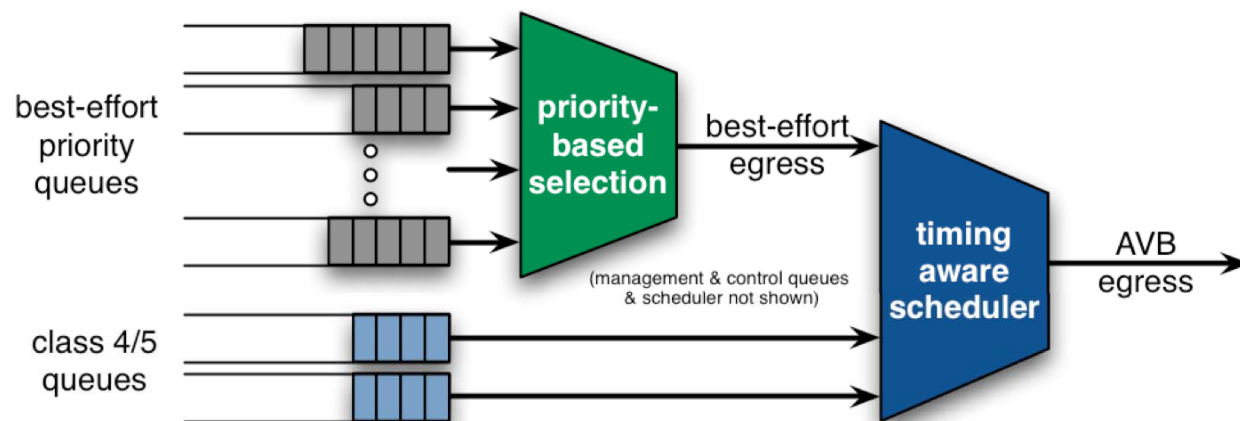 best-effort
priority
queues
priority-
based
selection
best-effort
egress
timing
aware
scheduler
AVB
egress
(management & control queues
& scheduler not shown)
class 4/5
queues